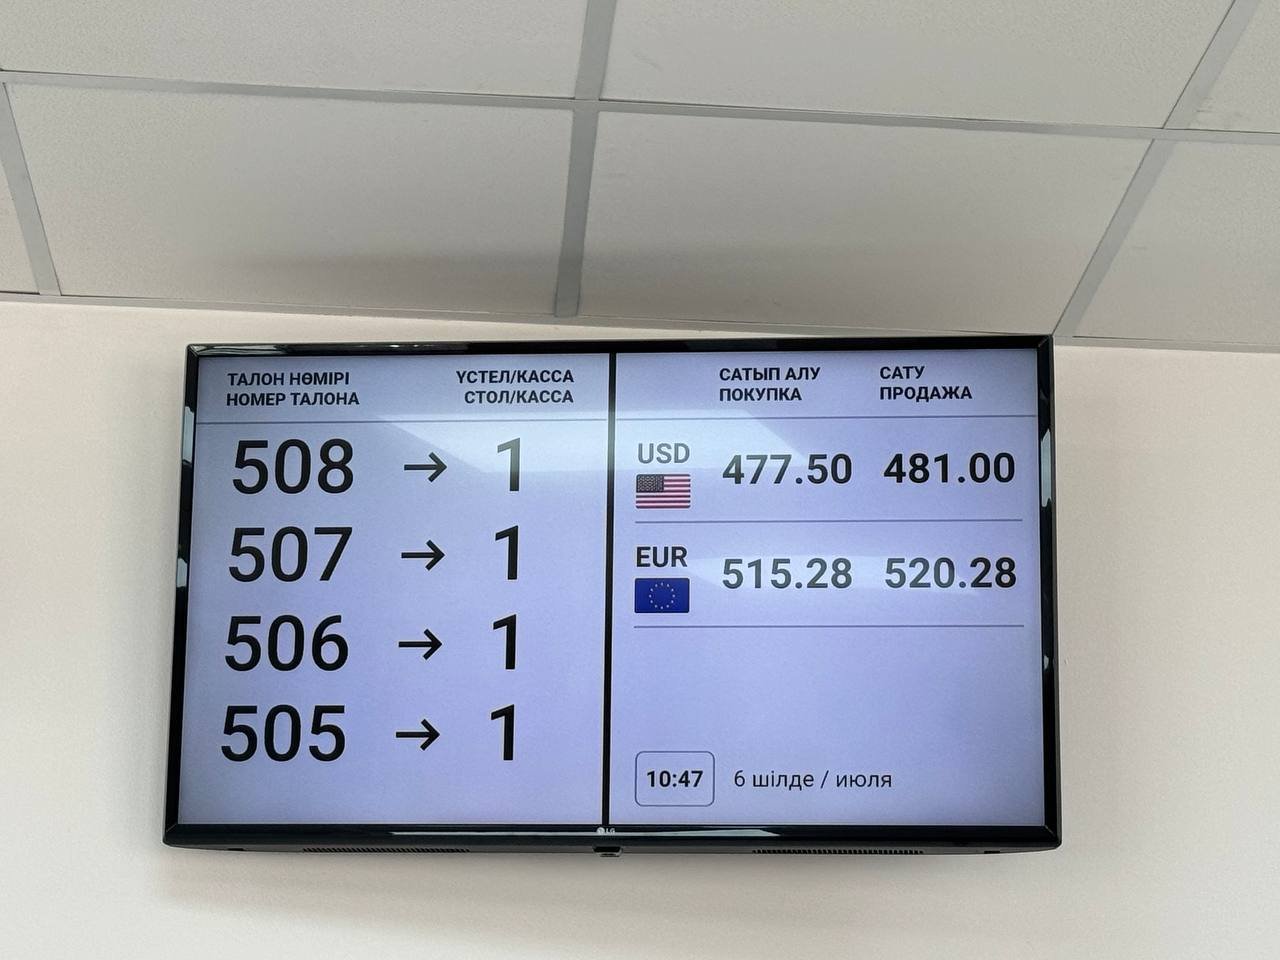 ТАЛОН НӨМІРІ ҮСТЕЛ/КАССА
НОМЕР ТАЛОНА СТОЛ/КАССА
508 → 1
507 → 1
506 → 1
505 → 1
САТЫП АЛУ САТУ
ПОКУПКА ПРОДАЖА
USD 477.50 481.00
EUR 515.28 520.28
10:47 6 шілде / июля
LG